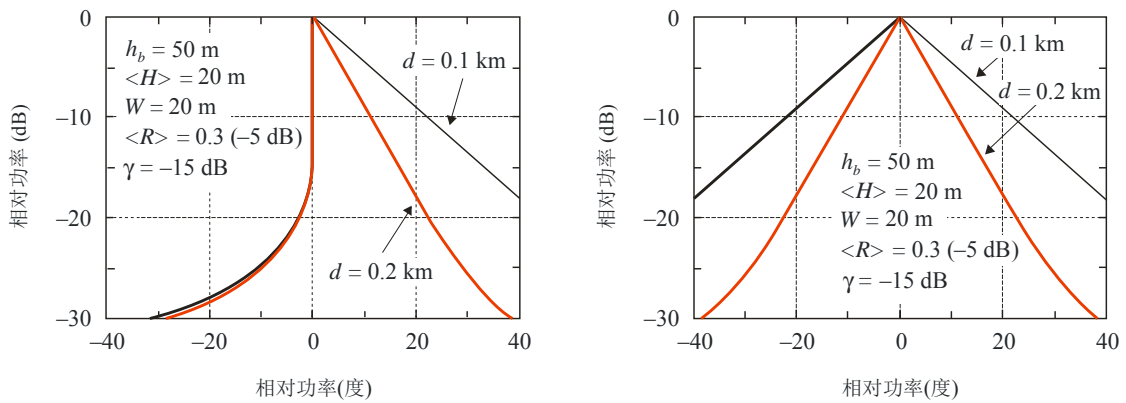 0
−10
−20
−30
相对功率 (dB)
h_b = 50 m
<H> = 20 m
W = 20 m
<R> = 0.3 (−5 dB)
γ = −15 dB
d = 0.1 km
d = 0.2 km
−40
−20
0
20
40
相对功率(度)
0
−10
−20
−30
相对功率 (dB)
d = 0.1 km
d = 0.2 km
h_b = 50 m
<H> = 20 m
W = 20 m
<R> = 0.3 (−5 dB)
γ = −15 dB
−40
−20
0
20
40
相对功率(度)